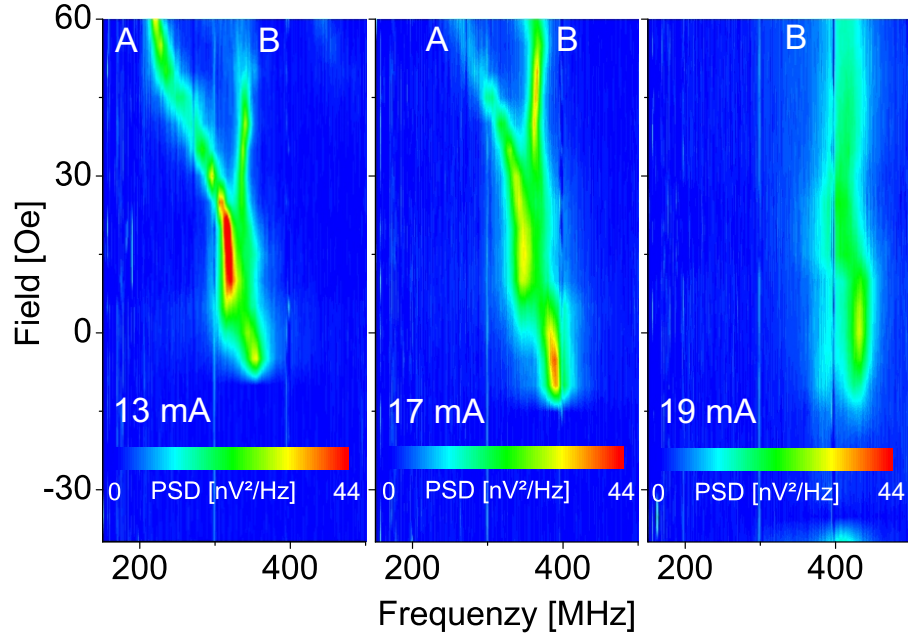 60
30
0
-30
Field [Oe]
A B
13 mA
0 PSD [nV²/Hz] 44
200 400
A B
17 mA
0 PSD [nV²/Hz] 44
200 400
B
19 mA
0 PSD [nV²/Hz] 44
200 400
Frequenzy [MHz]